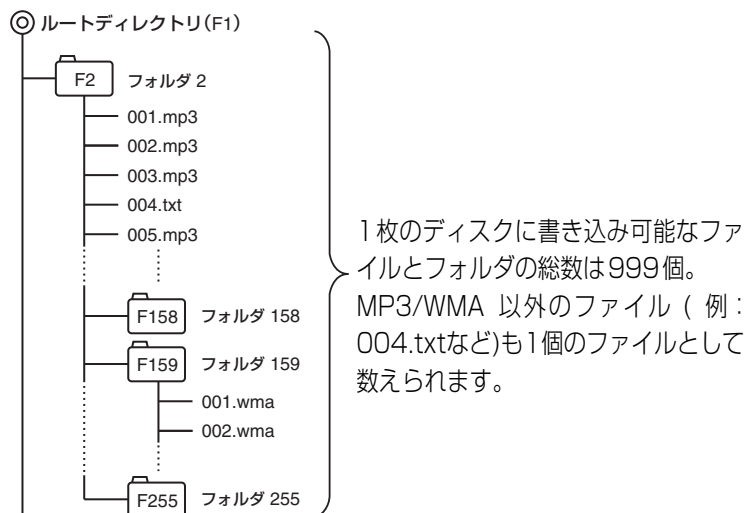 ルートディレクトリ(F1)
F2 フォルダ 2
001.mp3
002.mp3
003.mp3
004.txt
005.mp3
F158 フォルダ 158
F159 フォルダ 159
001.wma
002.wma
F255 フォルダ 255
1枚のディスクに書き込み可能なファ
イルとフォルダの総数は999個。
MP3/WMA 以外のファイル ( 例：
004.txtなど)も1個のファイルとして
数えられます。